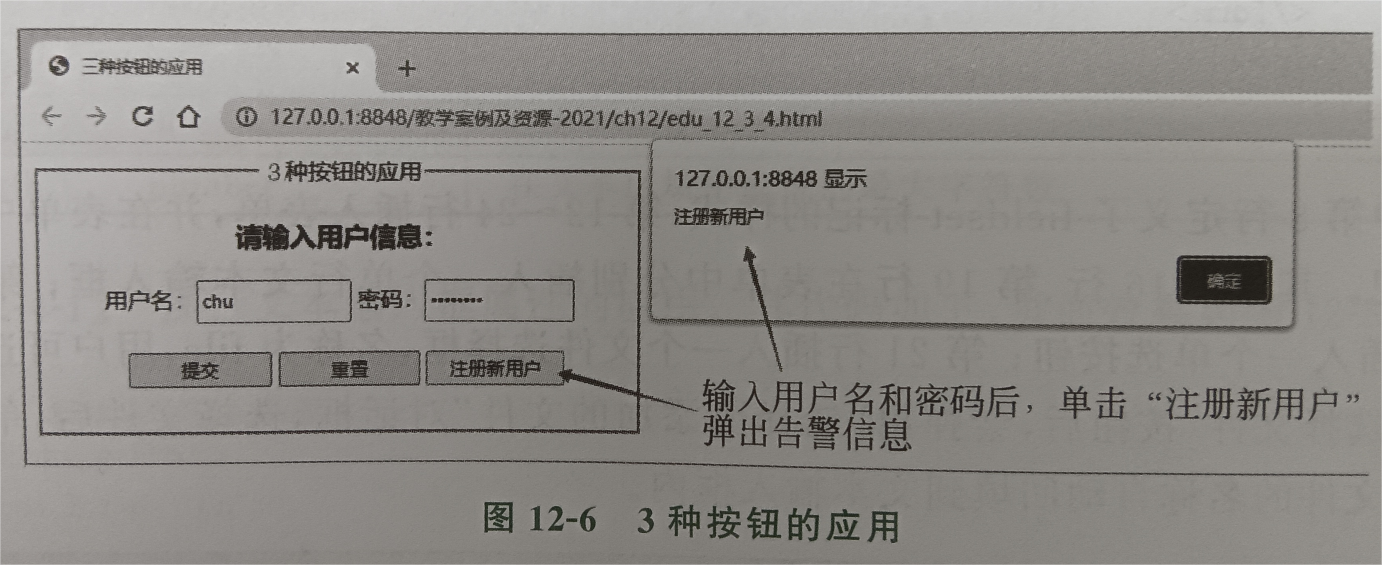 三种按钮的应用
127.0.0.1:8848/教学案例及资源-2021/ch12/edu_12_3_4.html
3种按钮的应用
请输入用户信息：
用户名： chu 密码： ••••••••
提交 重置 注册新用户
127.0.0.1:8848 显示
注册新用户
确定
输入用户名和密码后，单击“注册新用户”
弹出告警信息
图 12-6 3 种按钮的应用